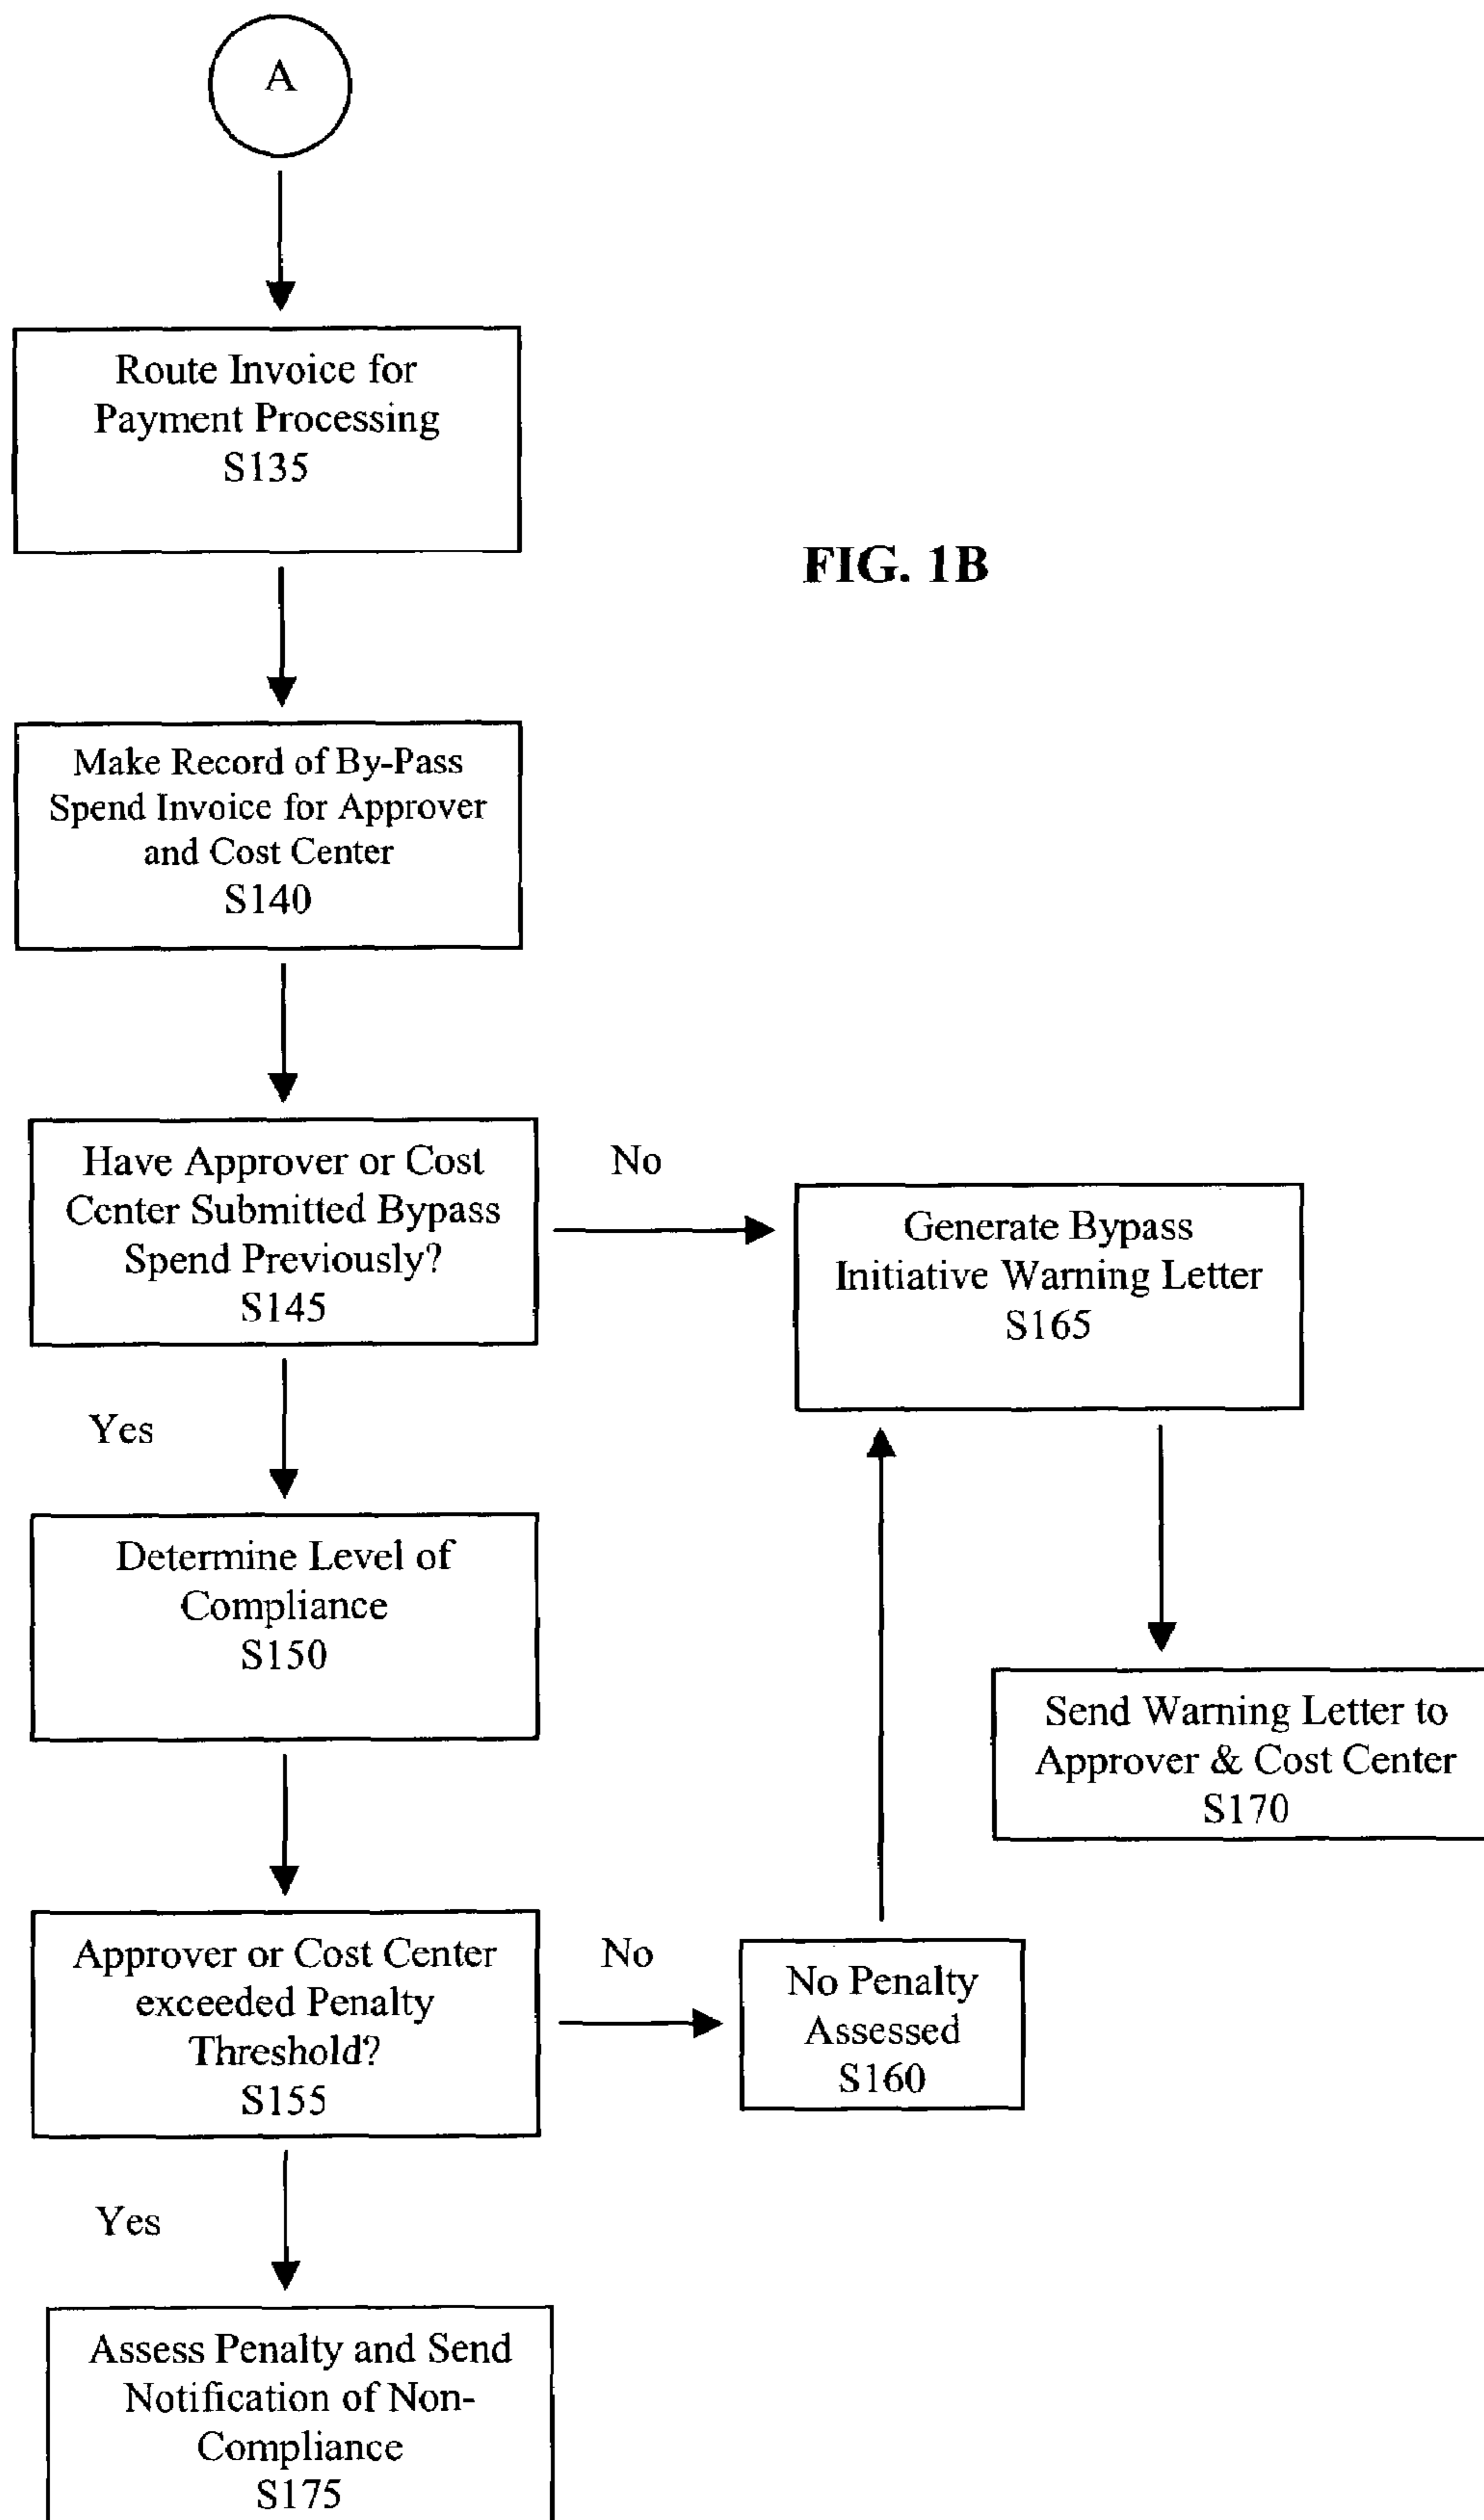 A
Route Invoice for
Payment Processing
S135
FIG. 1B
Make Record of By-Pass
Spend Invoice for Approver
and Cost Center
S140
Have Approver or Cost
Center Submitted Bypass
Spend Previously?
S145
No
Generate Bypass
Initiative Warning Letter
S165
Yes
Determine Level of
Compliance
S150
Send Warning Letter to
Approver & Cost Center
S170
Approver or Cost Center
exceeded Penalty
Threshold?
S155
No
No Penalty
Assessed
S160
Yes
Assess Penalty and Send
Notification of Non-
Compliance
S175